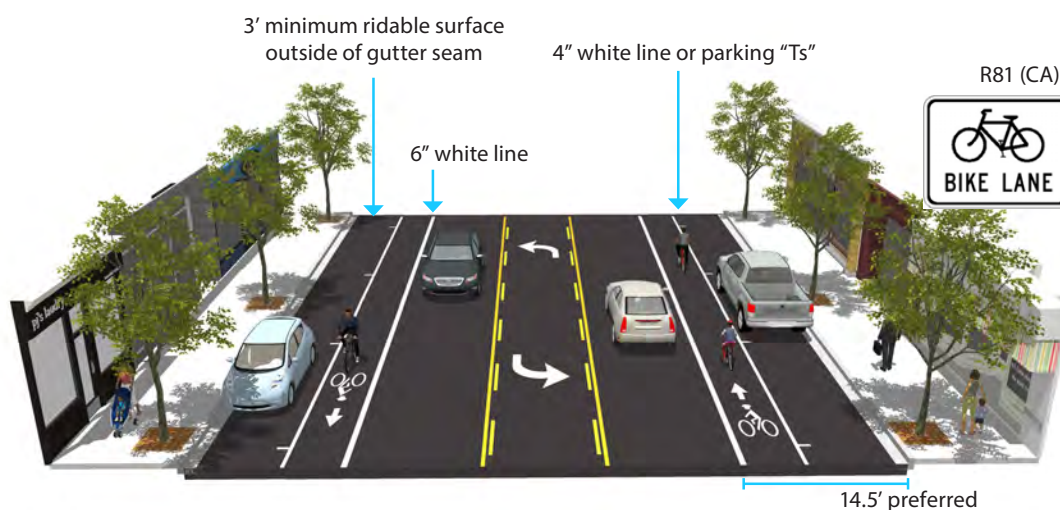 3’ minimum ridable surface
outside of gutter seam
4” white line or parking “Ts”
R81 (CA)
6” white line
BIKE LANE
14.5’ preferred